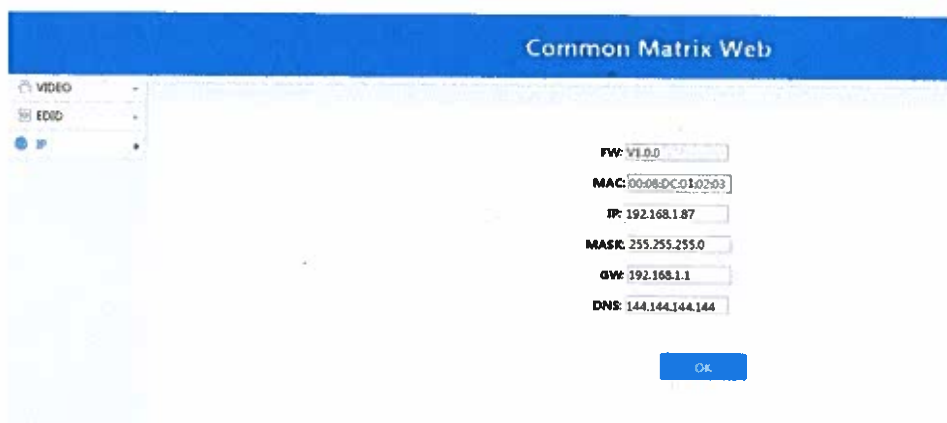 Common Matrix Web
VIDEO
EDID
IP
FW: V1.0.0
MAC: 00:08:DC:01:02:03
IP: 192.168.1.87
MASK: 255.255.255.0
GW: 192.168.1.1
DNS: 144.144.144.144
OK